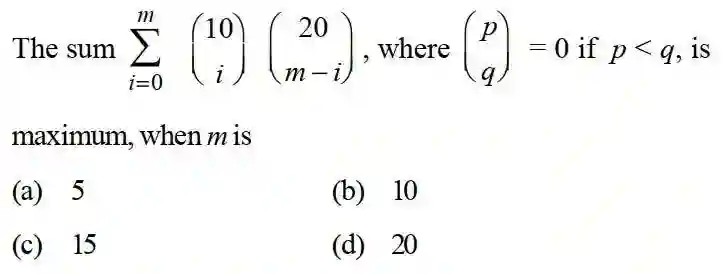 The sum $\sum_{i=0}^{m} \binom{10}{i} \binom{20}{m-i}$, where $\binom{p}{q} = 0$ if $p < q$, is
maximum, when m is
(a) 5 (b) 10
(c) 15 (d) 20